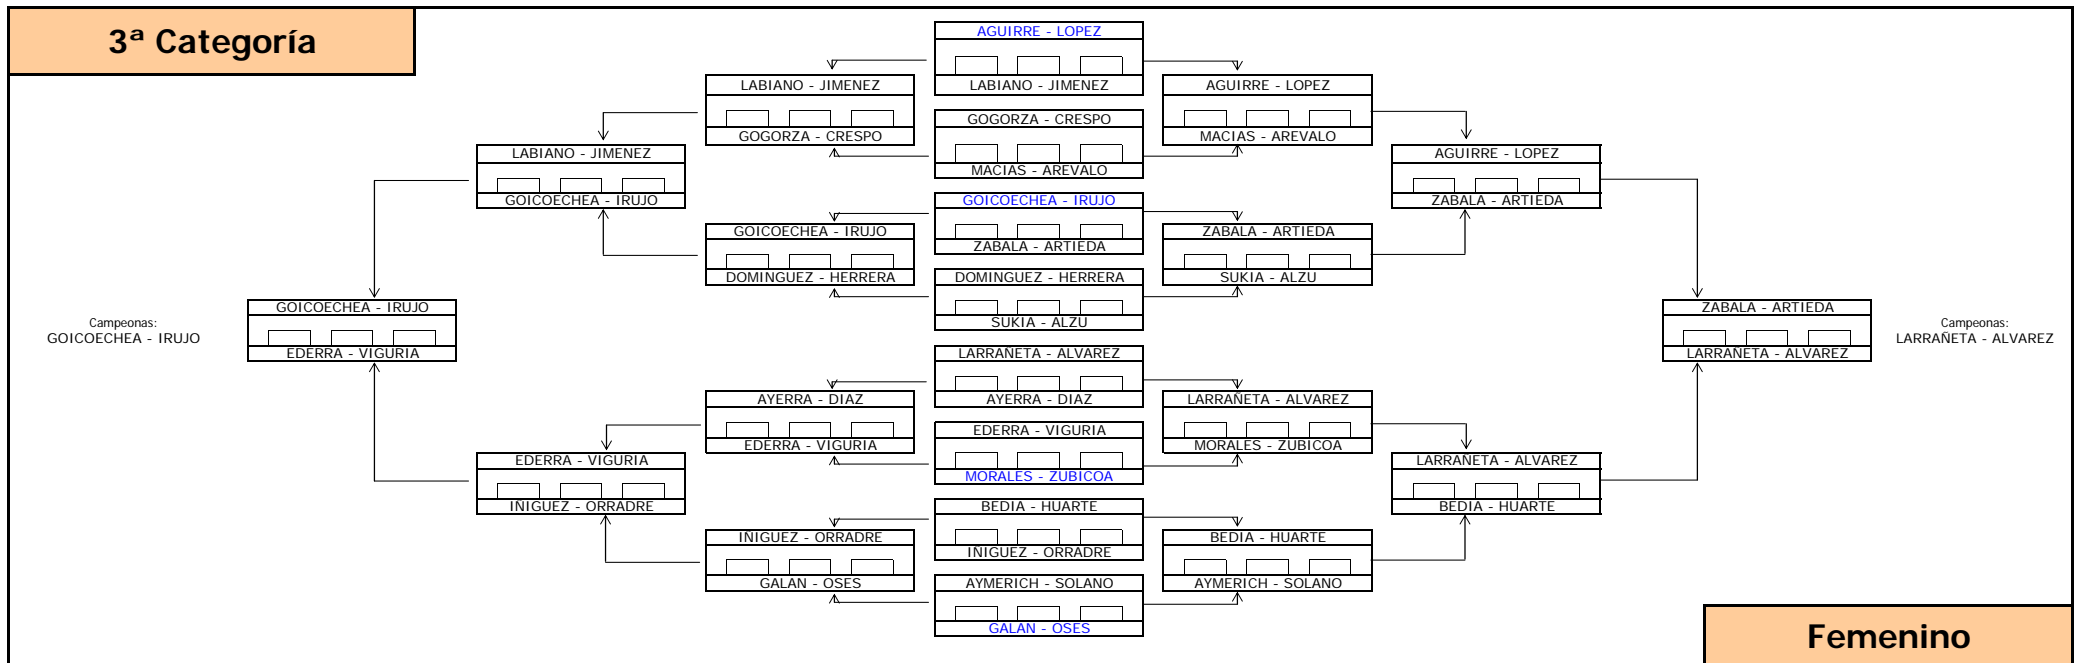 3ª Categoría
AGUIRRE - LOPEZ
LABIANO - JIMENEZ
GOGORZA - CRESPO
MACIAS - AREVALO
GOICOECHEA - IRUJO
ZABALA - ARTIEDA
DOMINGUEZ - HERRERA
SUKIA - ALZU
LARRAÑETA - ALVAREZ
AYERRA - DIAZ
EDERRA - VIGURIA
MORALES - ZUBICOA
BEDIA - HUARTE
IÑIGUEZ - ORRADRE
AYMERICH - SOLANO
GALAN - OSES
LABIANO - JIMENEZ
GOGORZA - CRESPO
GOICOECHEA - IRUJO
DOMINGUEZ - HERRERA
AYERRA - DIAZ
EDERRA - VIGURIA
IÑIGUEZ - ORRADRE
GALAN - OSES
LABIANO - JIMENEZ
GOICOECHEA - IRUJO
EDERRA - VIGURIA
IÑIGUEZ - ORRADRE
GOICOECHEA - IRUJO
EDERRA - VIGURIA
Campeonas:
GOICOECHEA - IRUJO
AGUIRRE - LOPEZ
MACIAS - AREVALO
ZABALA - ARTIEDA
SUKIA - ALZU
LARRAÑETA - ALVAREZ
MORALES - ZUBICOA
BEDIA - HUARTE
AYMERICH - SOLANO
AGUIRRE - LOPEZ
ZABALA - ARTIEDA
LARRAÑETA - ALVAREZ
BEDIA - HUARTE
ZABALA - ARTIEDA
LARRAÑETA - ALVAREZ
Campeonas:
LARRAÑETA - ALVAREZ
Femenino